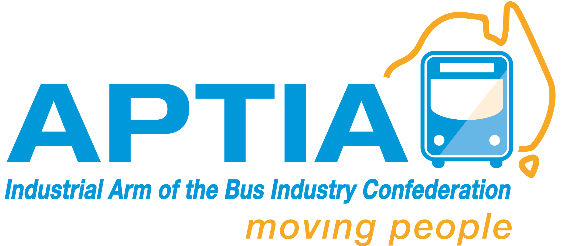 APTIA
Industrial Arm of the Bus Industry Confederation
moving people